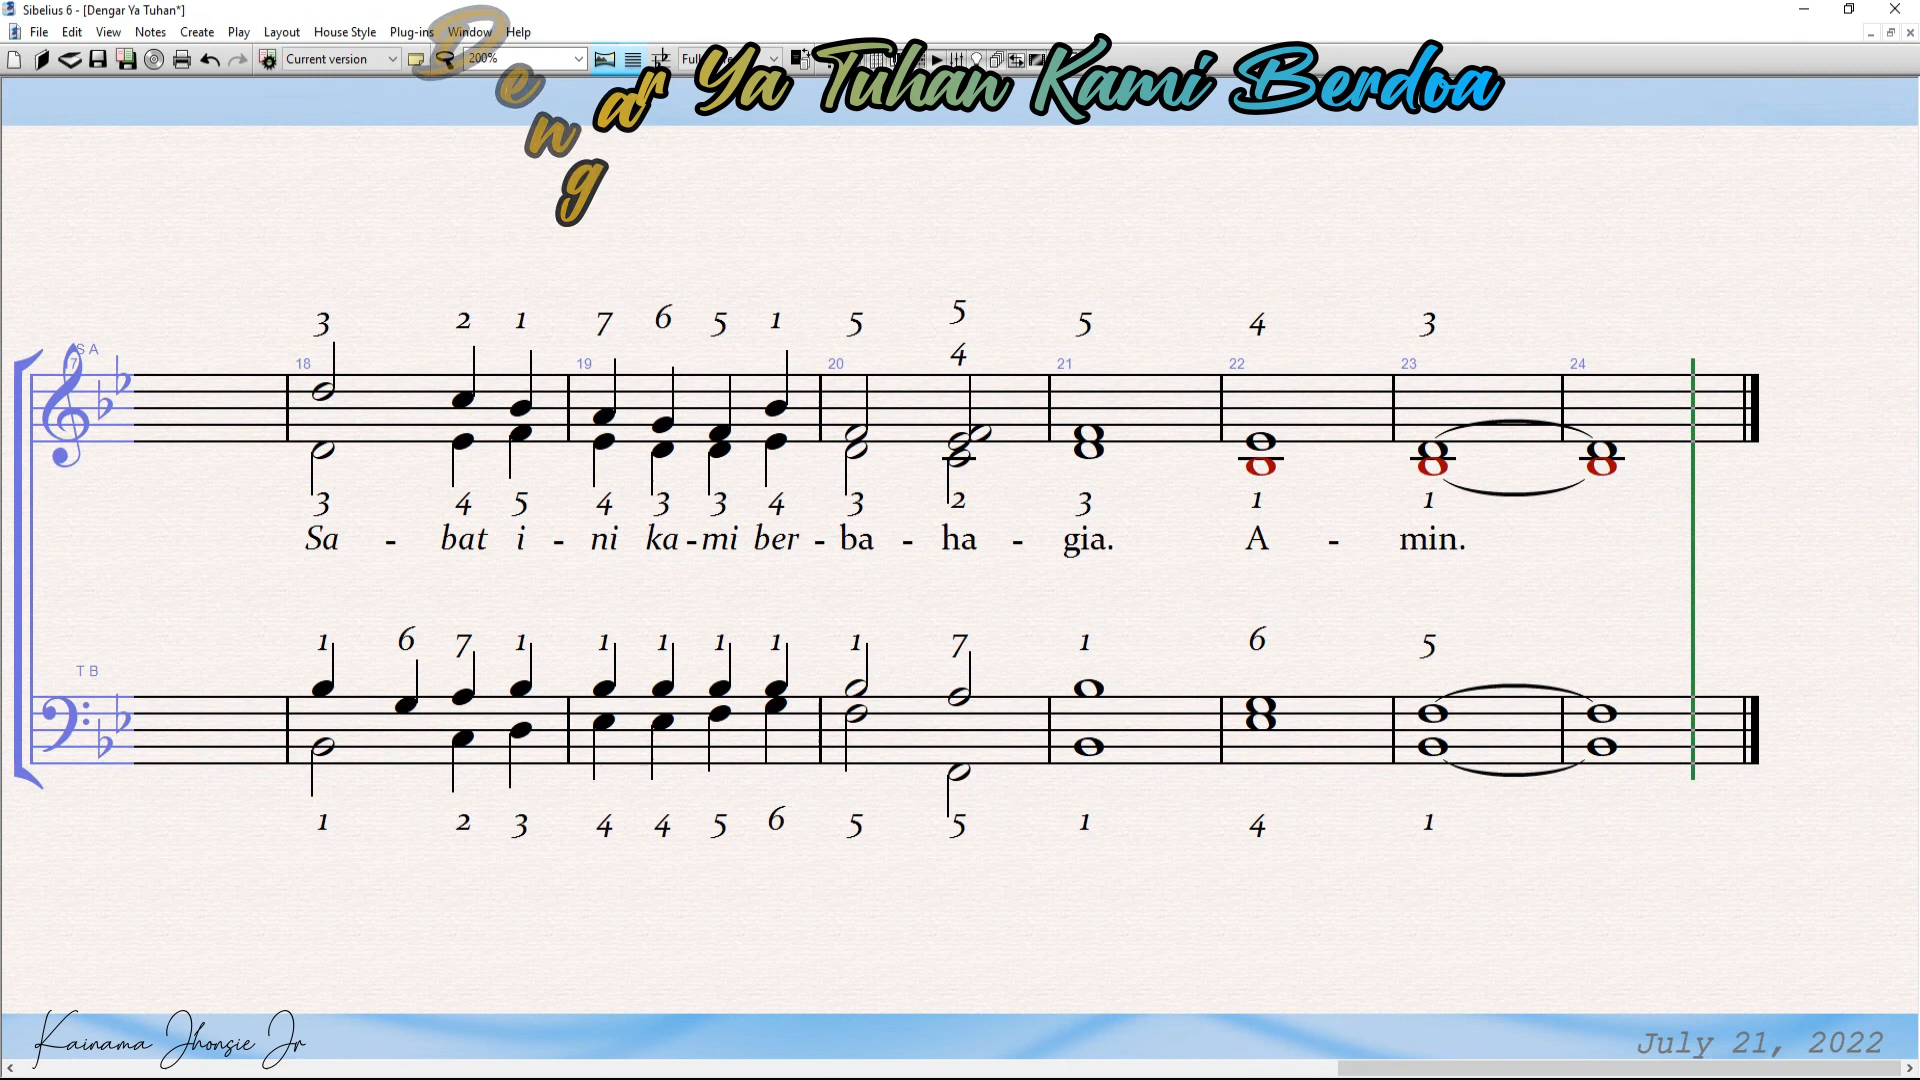 Sibelius 6 - [Dengar Ya Tuhan*]
File Edit View Notes Create Play Layout House Style Plug-ins Window Help
Current version 200%
Dengar Ya Tuhan Kami Berdoa
3 2 1 7 6 5 1 5 5 5 4 3
4
S A
18 19 20 21 22 23 24
3 4 5 4 3 3 4 3 2 3 1 1
Sa - bat i - ni ka - mi ber - ba - ha - gia. A - min.
1 6 7 1 1 1 1 1 1 7 1 6 5
T B
1 2 3 4 4 5 6 5 5 1 4 1
Kainama Jhonsie Jr
July 21, 2022